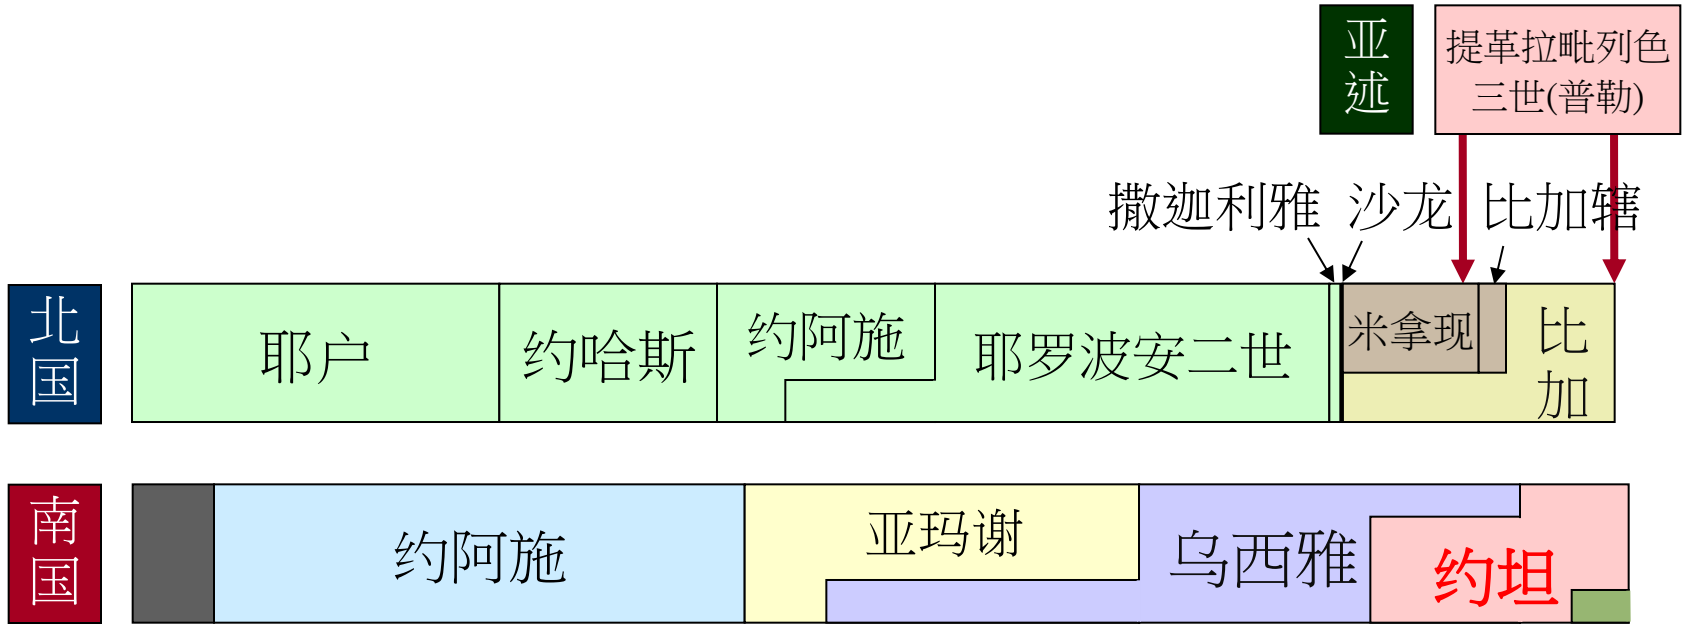 亚述
提革拉毗列色
三世(普勒)
撒迦利雅
沙龙
比加辖
北国
耶户
约哈斯
约阿施
耶罗波安二世
米拿现
比加
南国
约阿施
亚玛谢
乌西雅
约坦